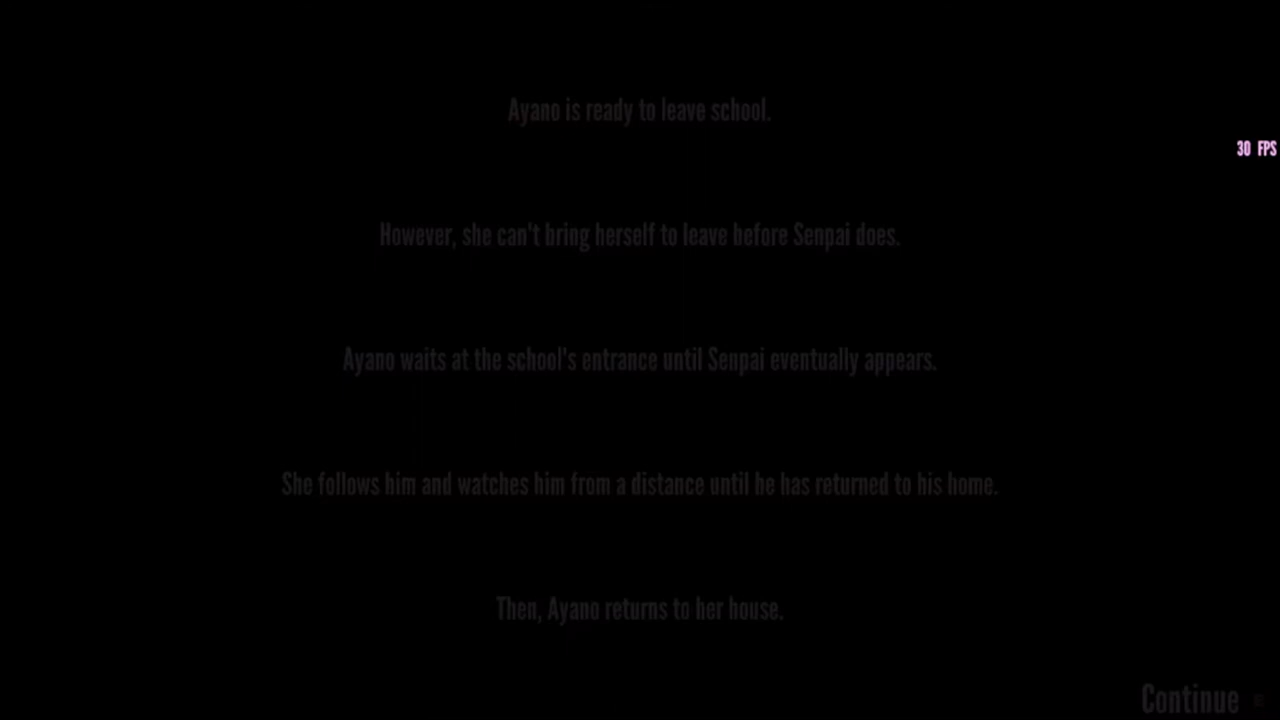 Ayano is ready to leave school.
30 FPS
However, she can't bring herself to leave before Senpai does.
Ayano waits at the school's entrance until Senpai eventually appears.
She follows him and watches him from a distance until he has returned to his home.
Then, Ayano returns to her house.
Continue